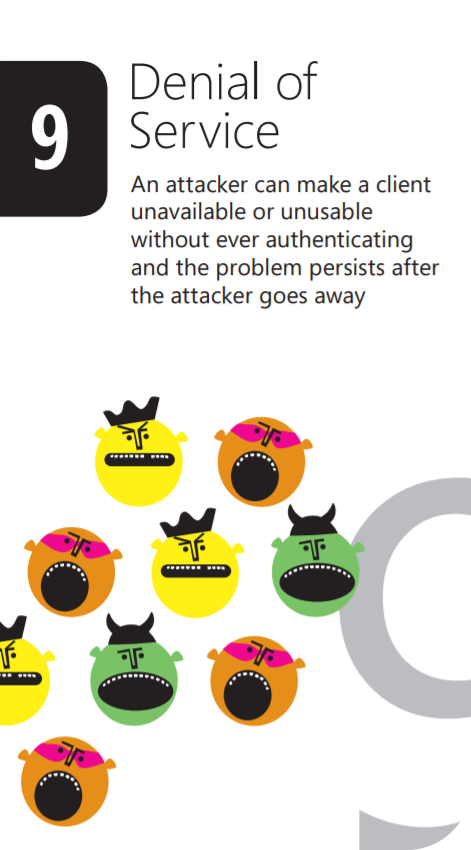 9
Denial of
Service
An attacker can make a client
unavailable or unusable
without ever authenticating
and the problem persists after
the attacker goes away
9